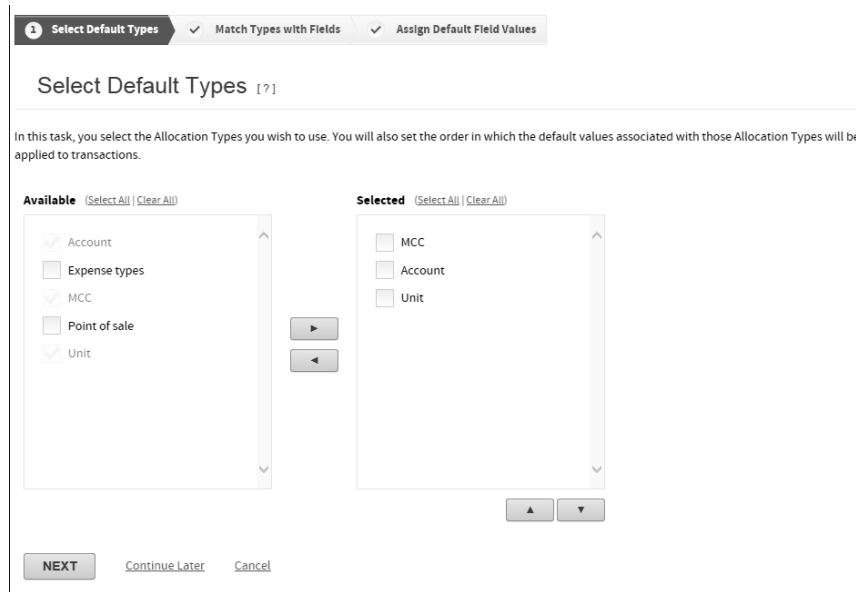 1 Select Default Types Match Types with Fields Assign Default Field Values
Select Default Types [?]
In this task, you select the Allocation Types you wish to use. You will also set the order in which the default values associated with those Allocation Types will be
applied to transactions.
Available (Select All | Clear All) Selected (Select All | Clear All)
Account
Expense types
MCC
Point of sale
Unit
MCC
Account
Unit
NEXT Continue Later Cancel